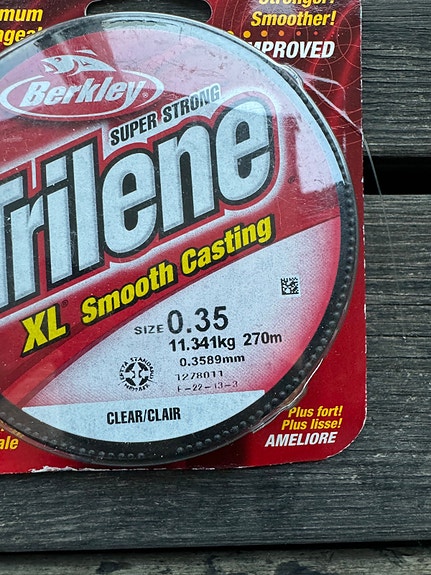 Smoother!
IMPROVED
Berkley
SUPER STRONG
Trilene
XL® Smooth Casting
SIZE 0.35
11.341kg 270m
0.3589mm
1278011
CLEAR/CLAIR
Plus fort!
Plus lisse!
AMELIORE